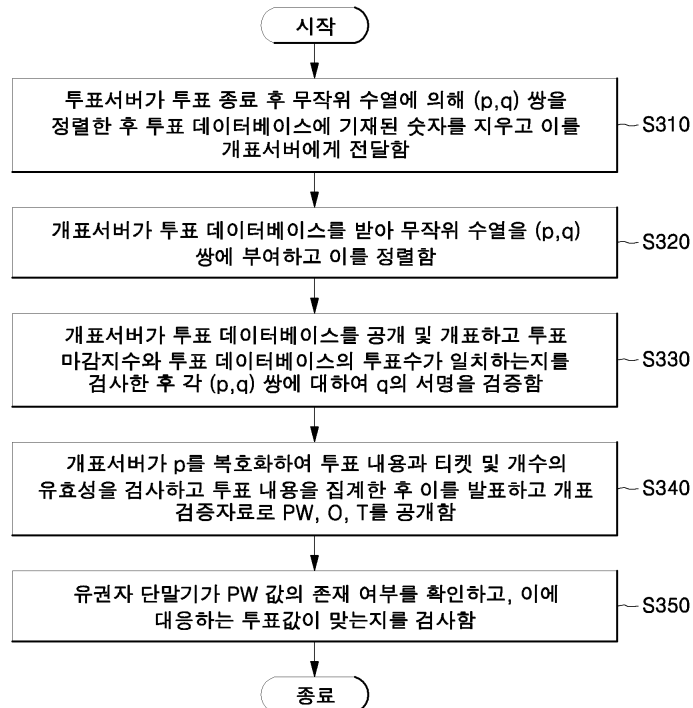 시작
투표서버가 투표 종료 후 무작위 수열에 의해 (p,q) 쌍을
정렬한 후 투표 데이터베이스에 기재된 숫자를 지우고 이를
개표서버에게 전달함
S310
개표서버가 투표 데이터베이스를 받아 무작위 수열을 (p,q)
쌍에 부여하고 이를 정렬함
S320
개표서버가 투표 데이터베이스를 공개 및 개표하고 투표
마감지수와 투표 데이터베이스의 투표수가 일치하는지를
검사한 후 각 (p,q) 쌍에 대하여 q의 서명을 검증함
S330
개표서버가 p를 복호화하여 투표 내용과 티켓 및 개수의
유효성을 검사하고 투표 내용을 집계한 후 이를 발표하고 개표
검증자료로 PW, O, T를 공개함
S340
유권자 단말기가 PW 값의 존재 여부를 확인하고, 이에
대응하는 투표값이 맞는지를 검사함
S350
종료